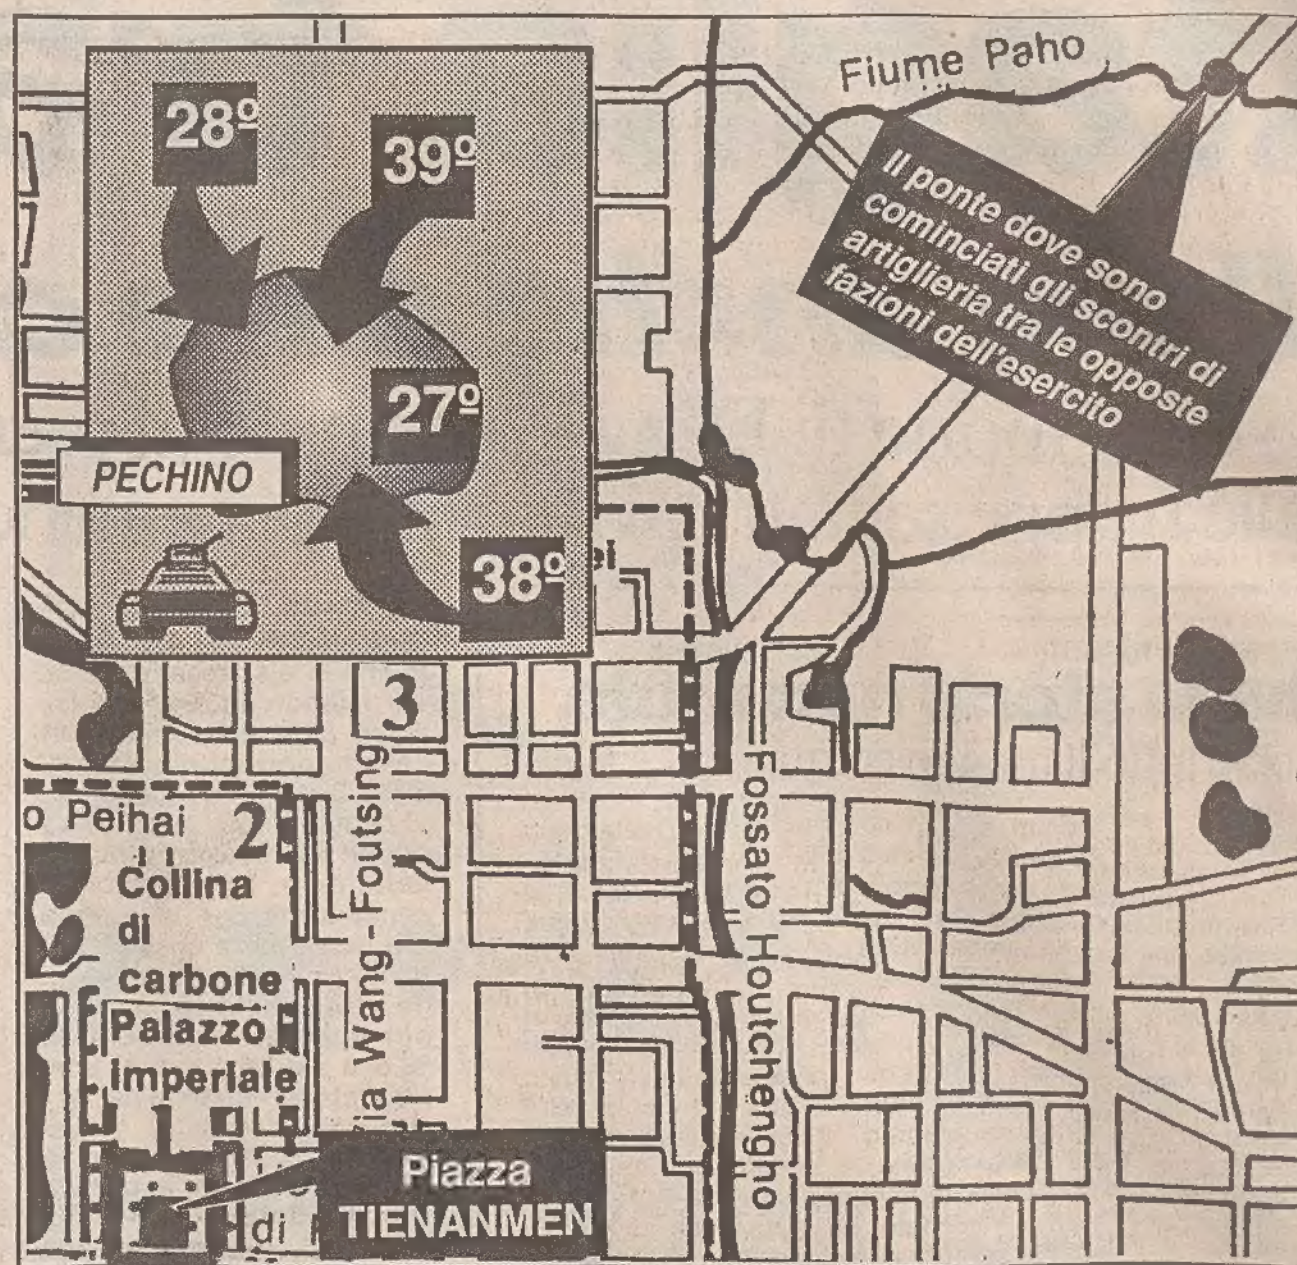 Fiume Paho
28º
39º
27º
38º
PECHINO
Il ponte dove sono
cominciati gli scontri di
artiglieria tra le opposte
fazioni dell'esercito
3
2
o Peihai
Collina
di
carbone
Palazzo
imperiale
Via Wang-Foutsing
Fossato Houtchengho
Piazza
TIENANMEN
di